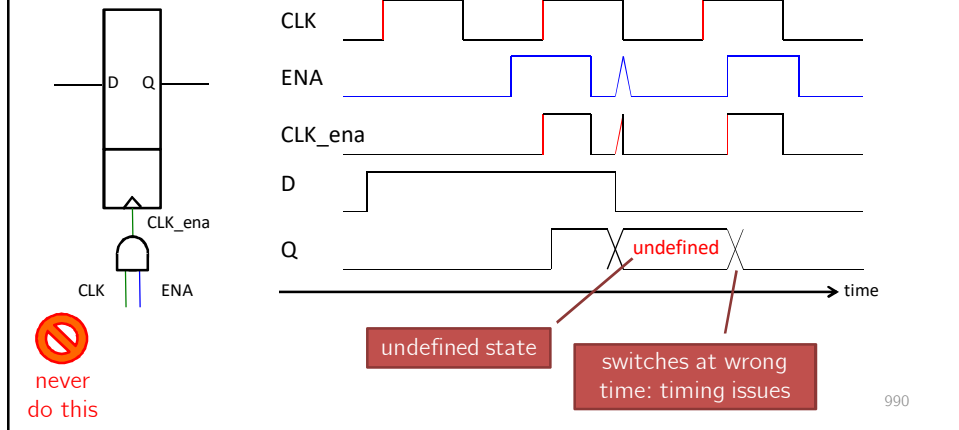 D Q
CLK_ena
CLK ENA
never
do this
CLK
ENA
CLK_ena
D
Q
undefined
time
undefined state
switches at wrong
time: timing issues
990